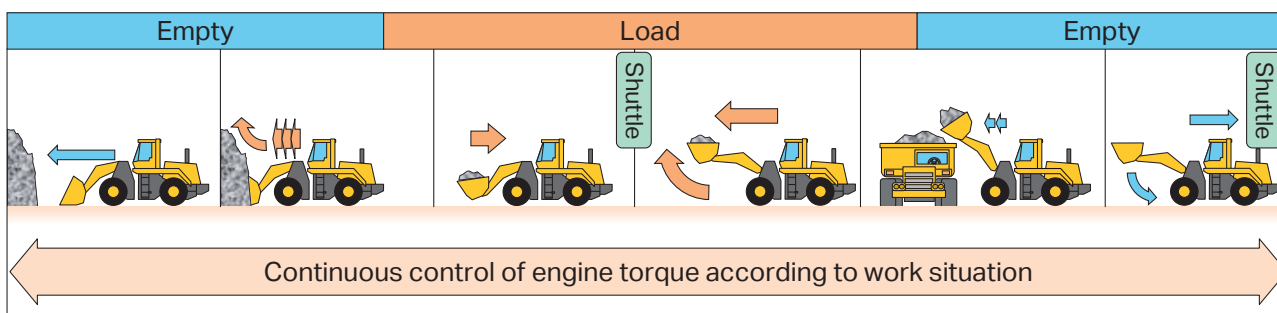 Empty
Load
Empty
Shuttle
Shuttle
Continuous control of engine torque according to work situation